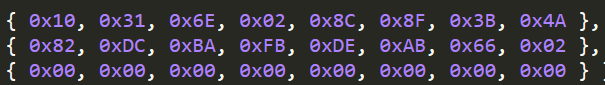 { 0x10, 0x31, 0x6E, 0x02, 0x8C, 0x8F, 0x3B, 0x4A },
{ 0x82, 0xDC, 0xBA, 0xFB, 0xDE, 0xAB, 0x66, 0x02 },
{ 0x00, 0x00, 0x00, 0x00, 0x00, 0x00, 0x00, 0x00 } }